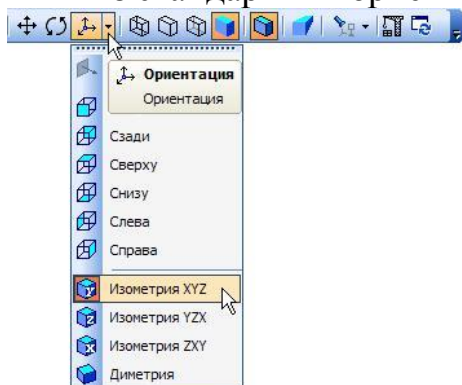 Ориентация
Ориентация
Сзади
Сверху
Снизу
Слева
Справа
Изометрия XYZ
Изометрия YZX
Изометрия ZXY
Диметрия